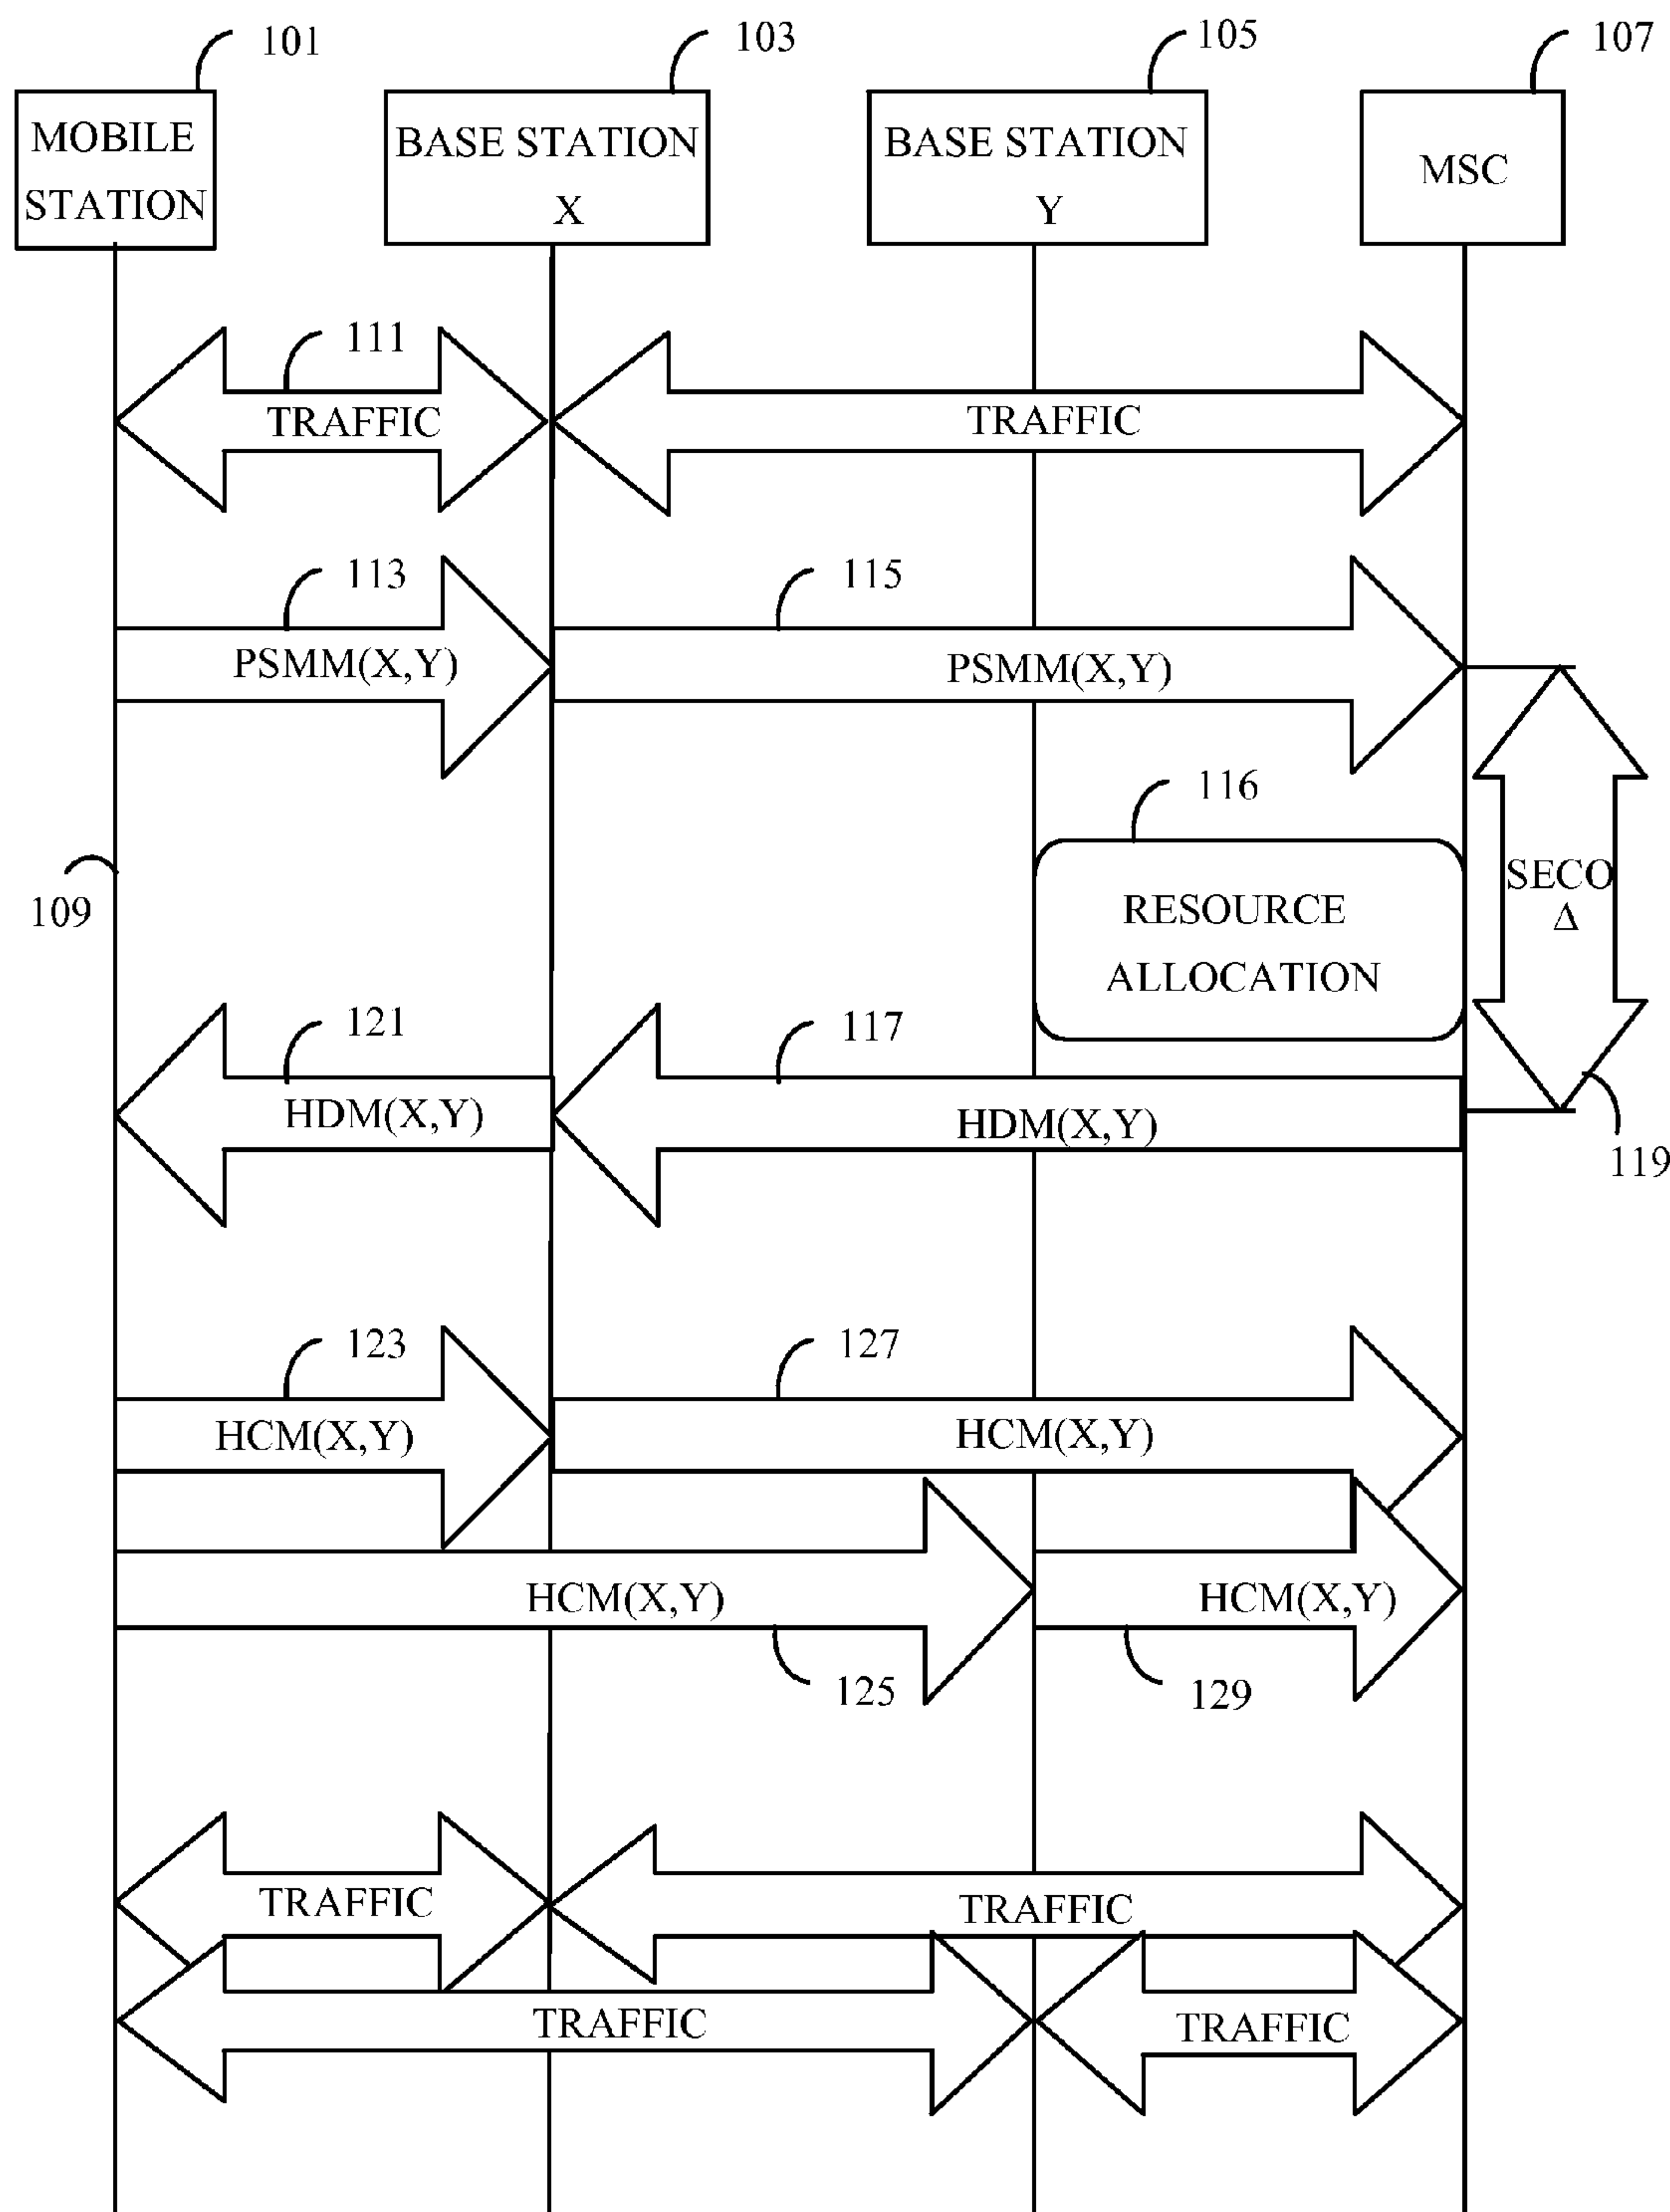 101
103
105
107
MOBILE
STATION
BASE STATION
X
BASE STATION
Y
MSC
111
TRAFFIC
TRAFFIC
113
115
PSMM(X,Y)
PSMM(X,Y)
116
109
RESOURCE
ALLOCATION
SECO
Δ
121
117
HDM(X,Y)
HDM(X,Y)
119
123
127
HCM(X,Y)
HCM(X,Y)
HCM(X,Y)
HCM(X,Y)
125
129
TRAFFIC
TRAFFIC
TRAFFIC
TRAFFIC